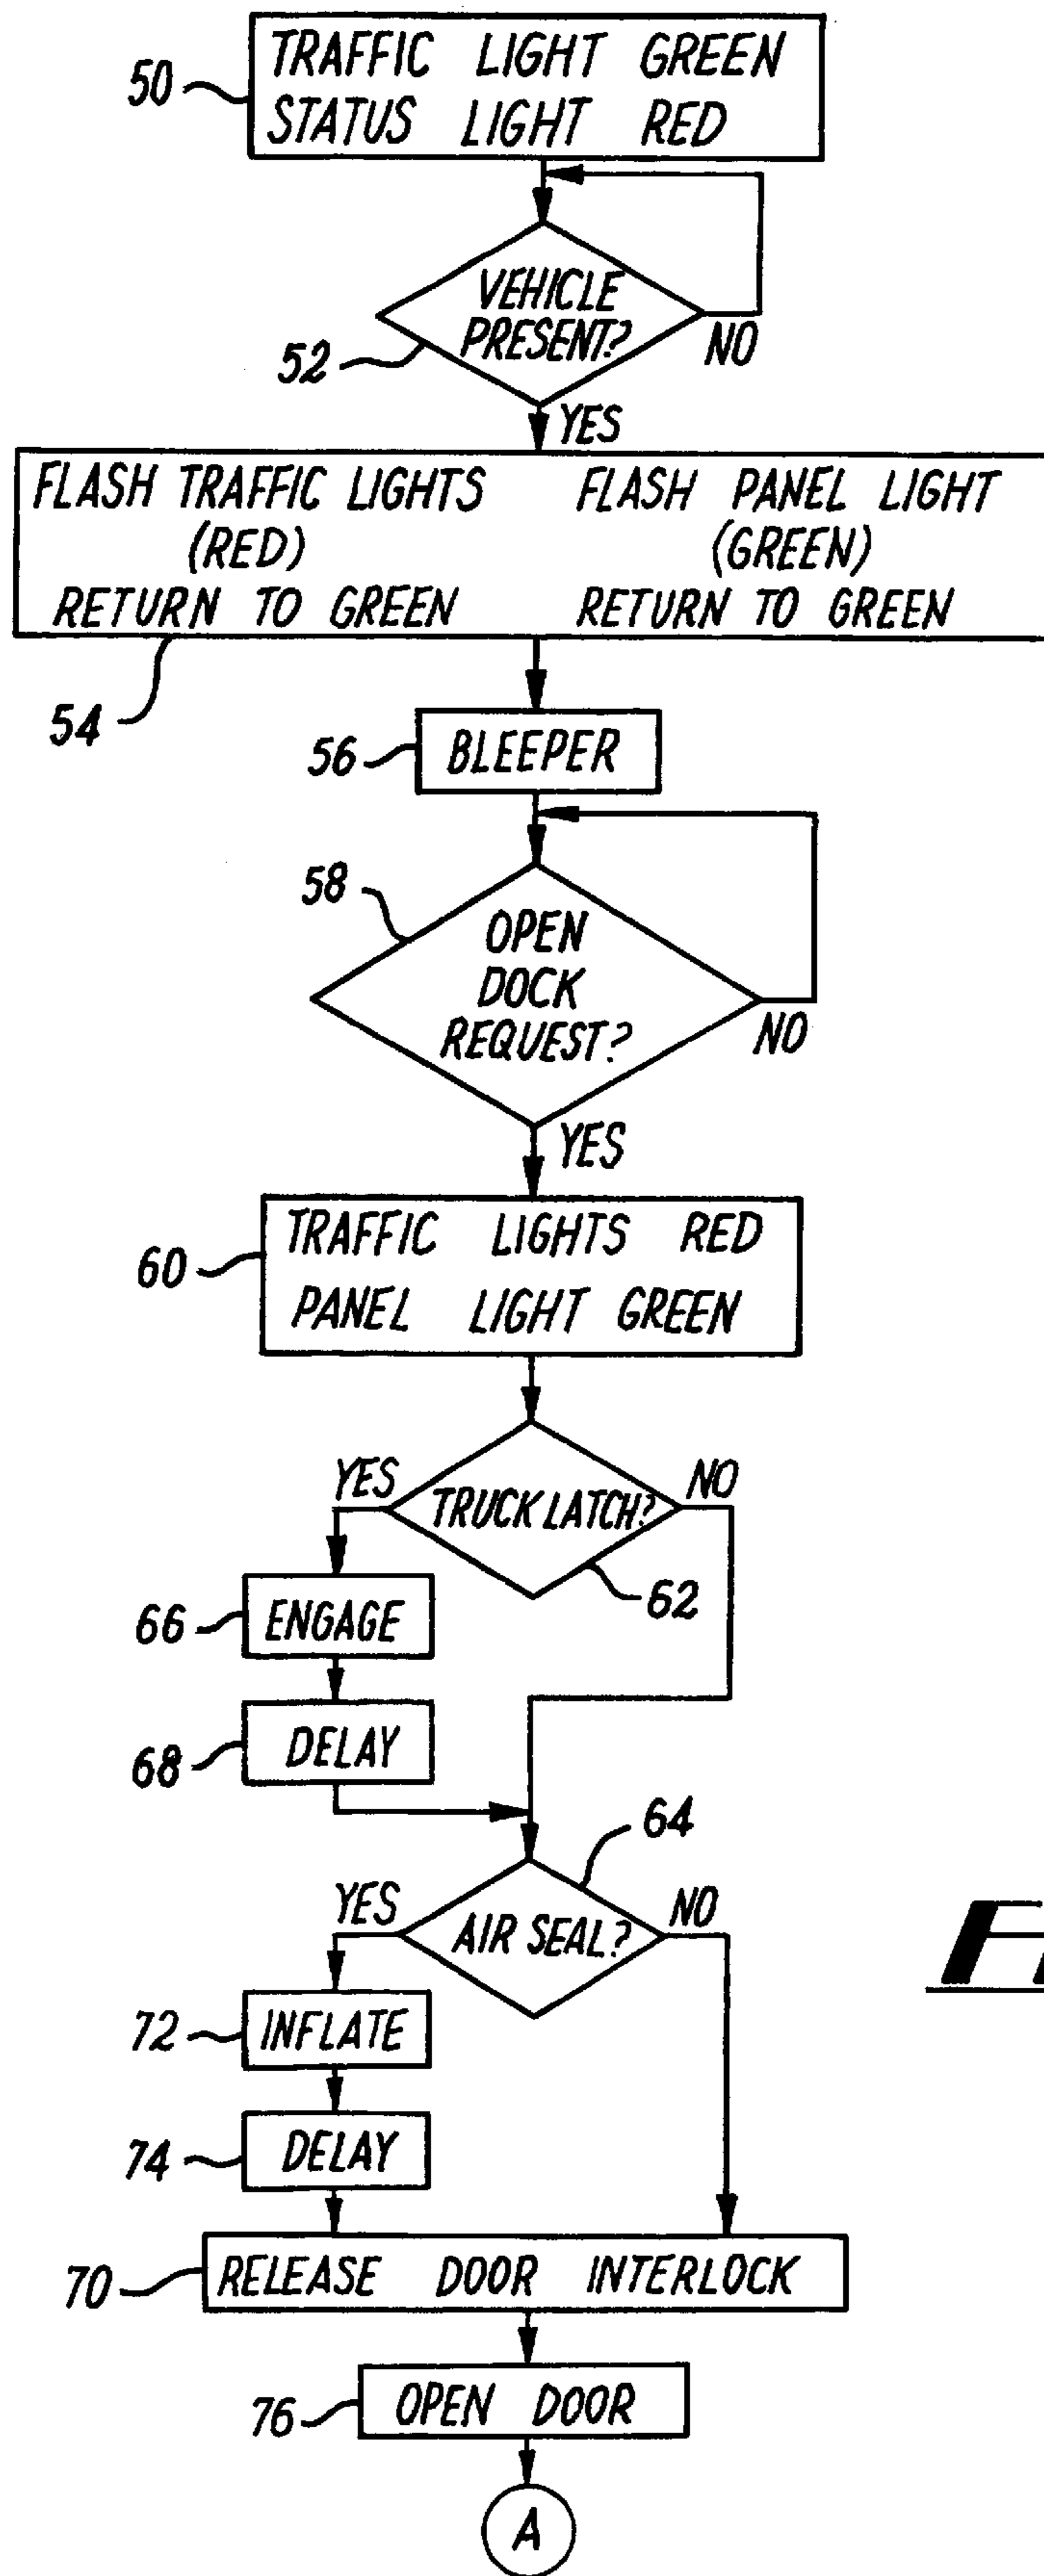 TRAFFIC LIGHT GREEN
STATUS LIGHT RED
50
VEHICLE
PRESENT?
52
NO
YES
FLASH TRAFFIC LIGHTS
(RED)
RETURN TO GREEN
FLASH PANEL LIGHT
(GREEN)
RETURN TO GREEN
54
56
BLEEPER
58
OPEN
DOCK
REQUEST?
NO
YES
60
TRAFFIC LIGHTS RED
PANEL LIGHT GREEN
YES
TRUCK LATCH?
NO
62
66
ENGAGE
68
DELAY
64
YES
AIR SEAL?
NO
72
INFLATE
74
DELAY
70
RELEASE DOOR INTERLOCK
76
OPEN DOOR
A